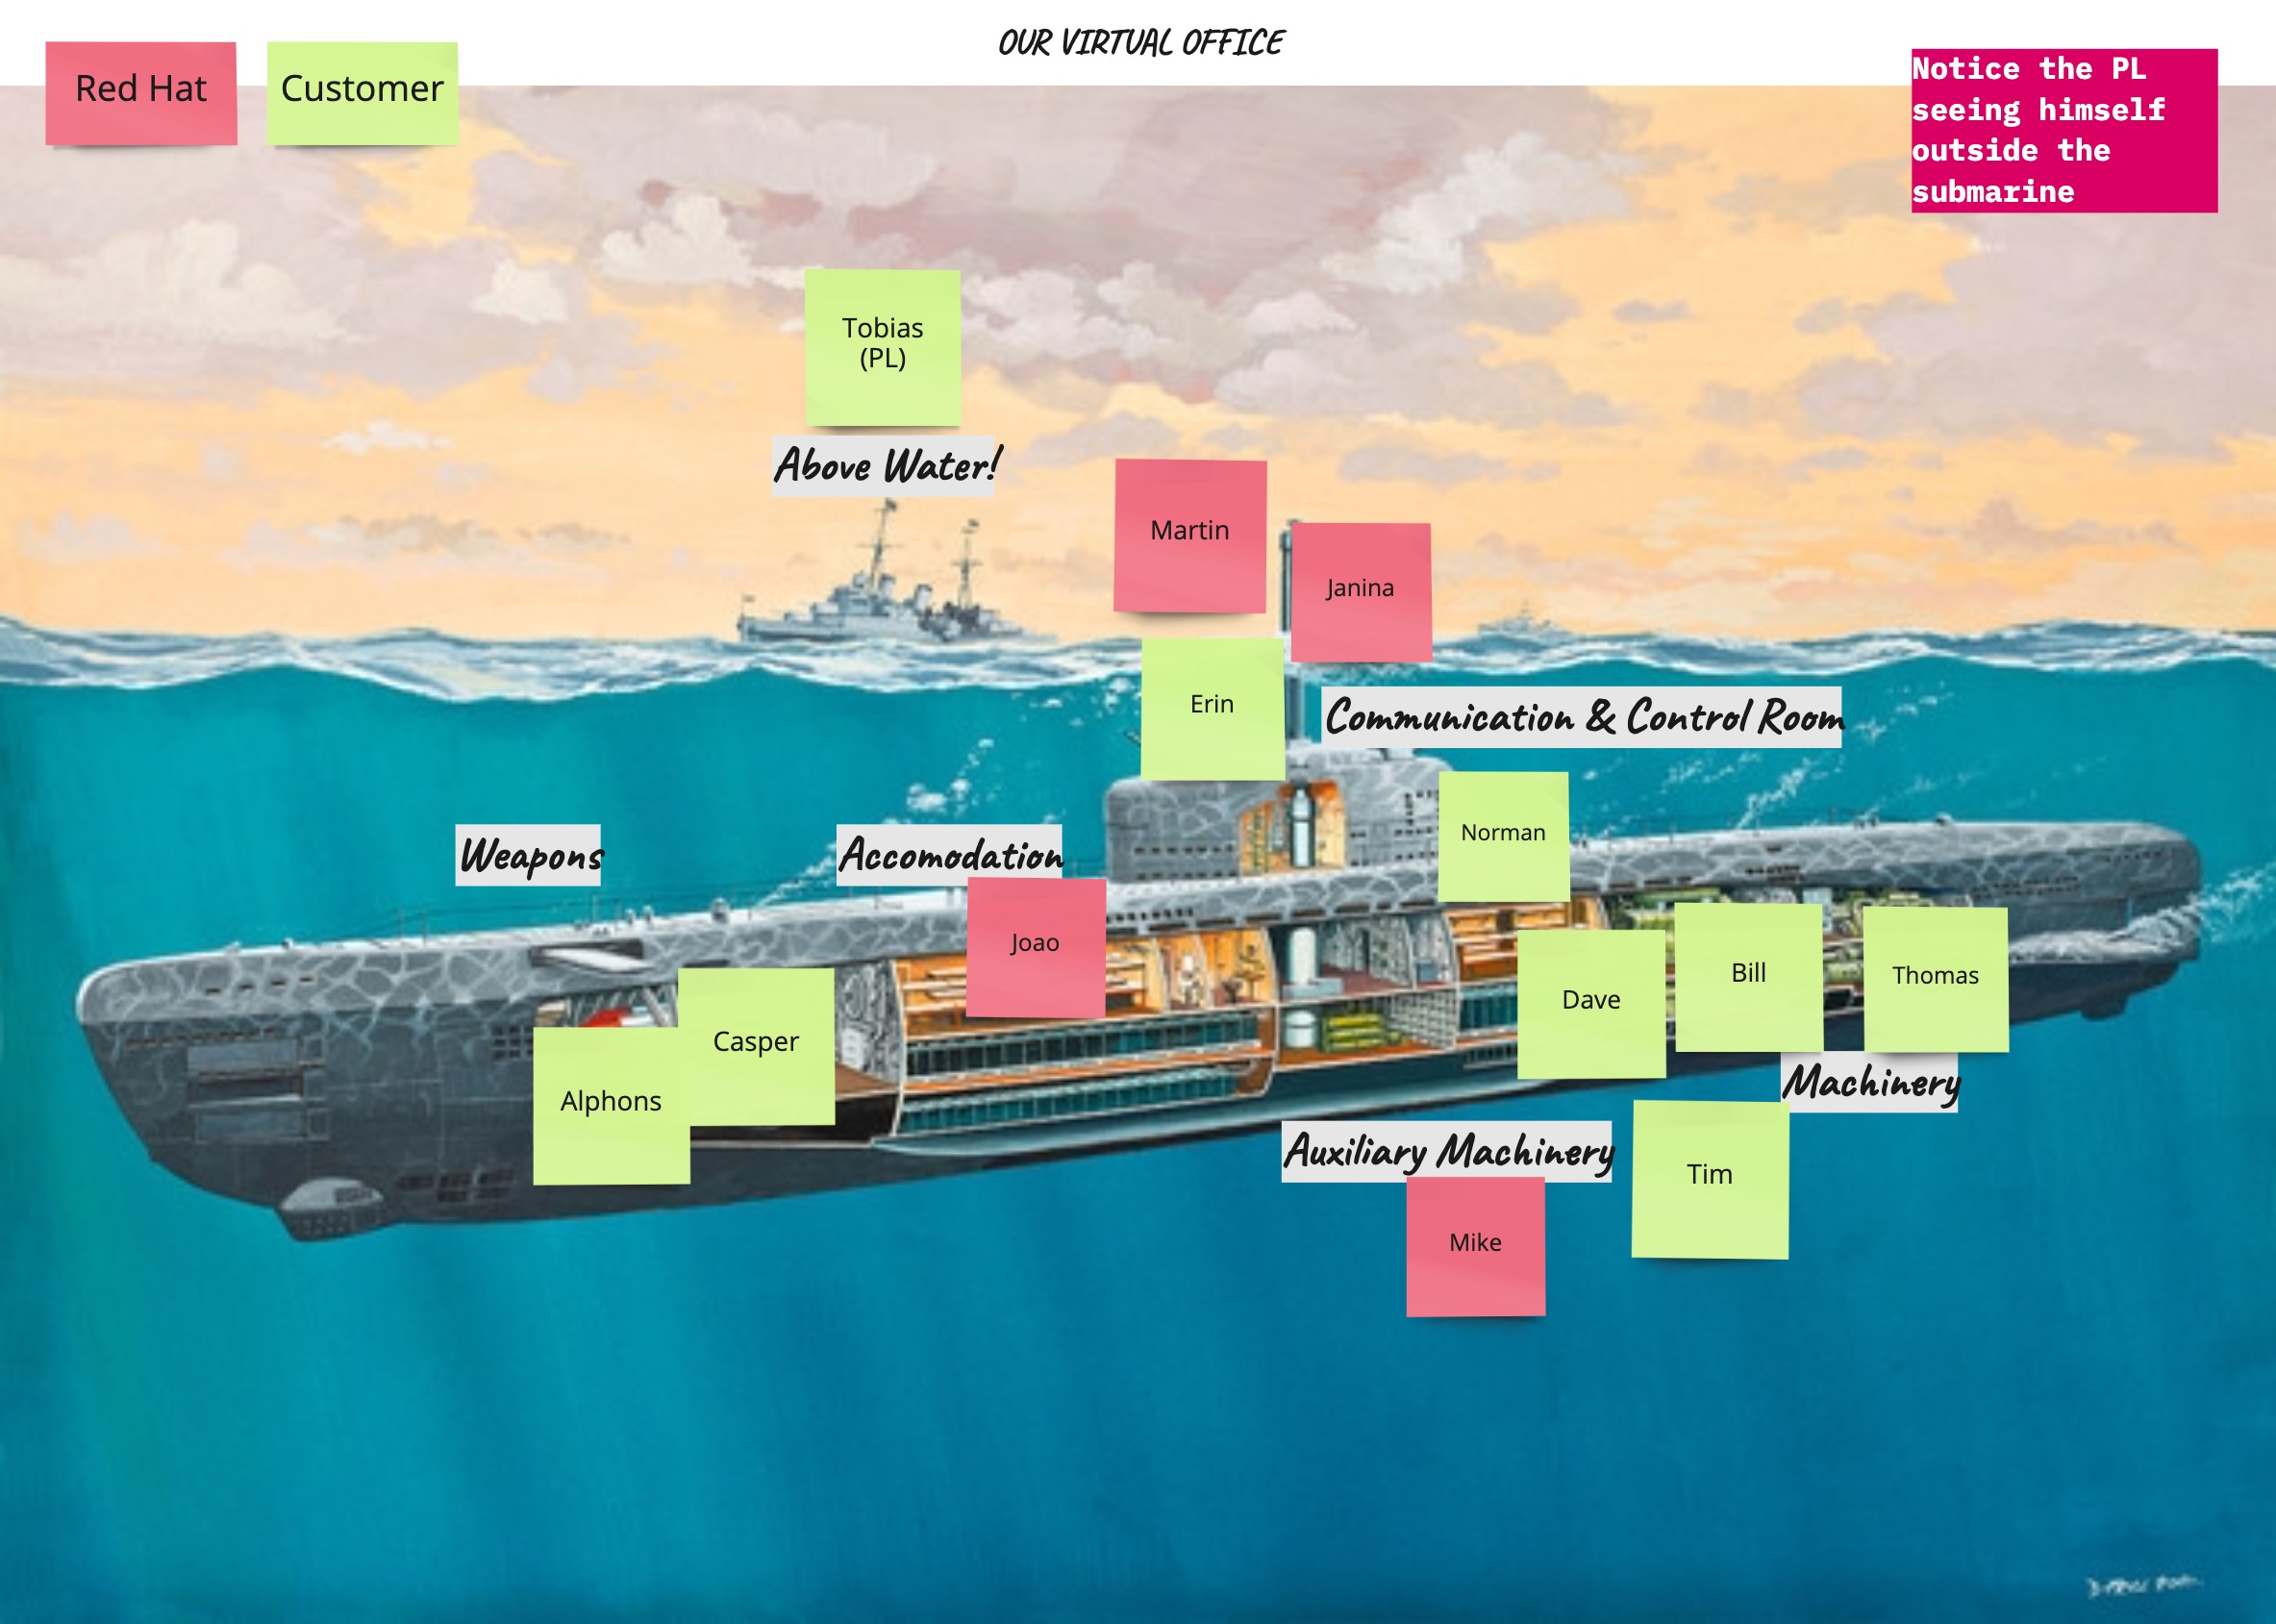 OUR VIRTUAL OFFICE
Red Hat
Customer
Notice the PL
seeing himself
outside the
submarine
Tobias
(PL)
Above Water!
Martin
Janina
Erin
Communication & Control Room
Norman
Weapons
Accomodation
Joao
Casper
Alphons
Dave
Bill
Thomas
Machinery
Auxiliary Machinery
Tim
Mike